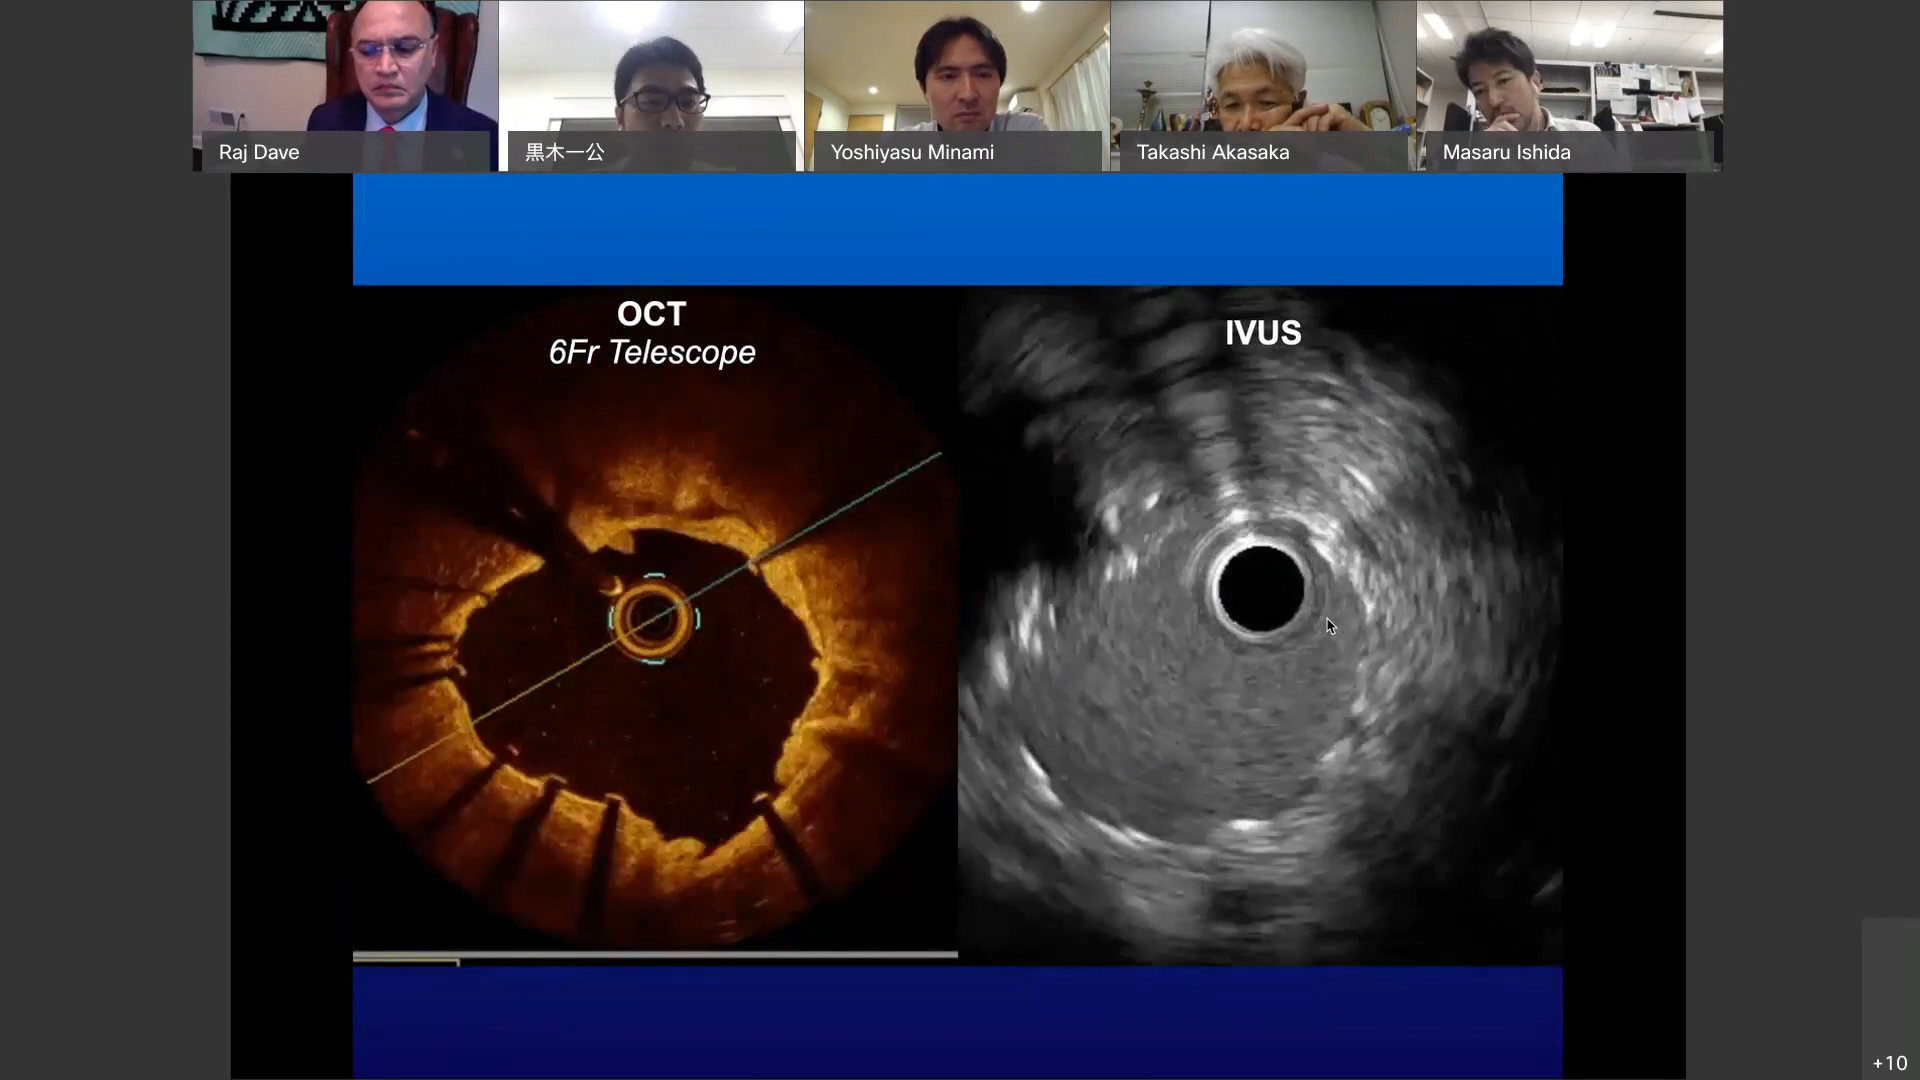 Raj Dave
黒木一公
Yoshiyasu Minami
Takashi Akasaka
Masaru Ishida
OCT
6Fr Telescope
IVUS
+10